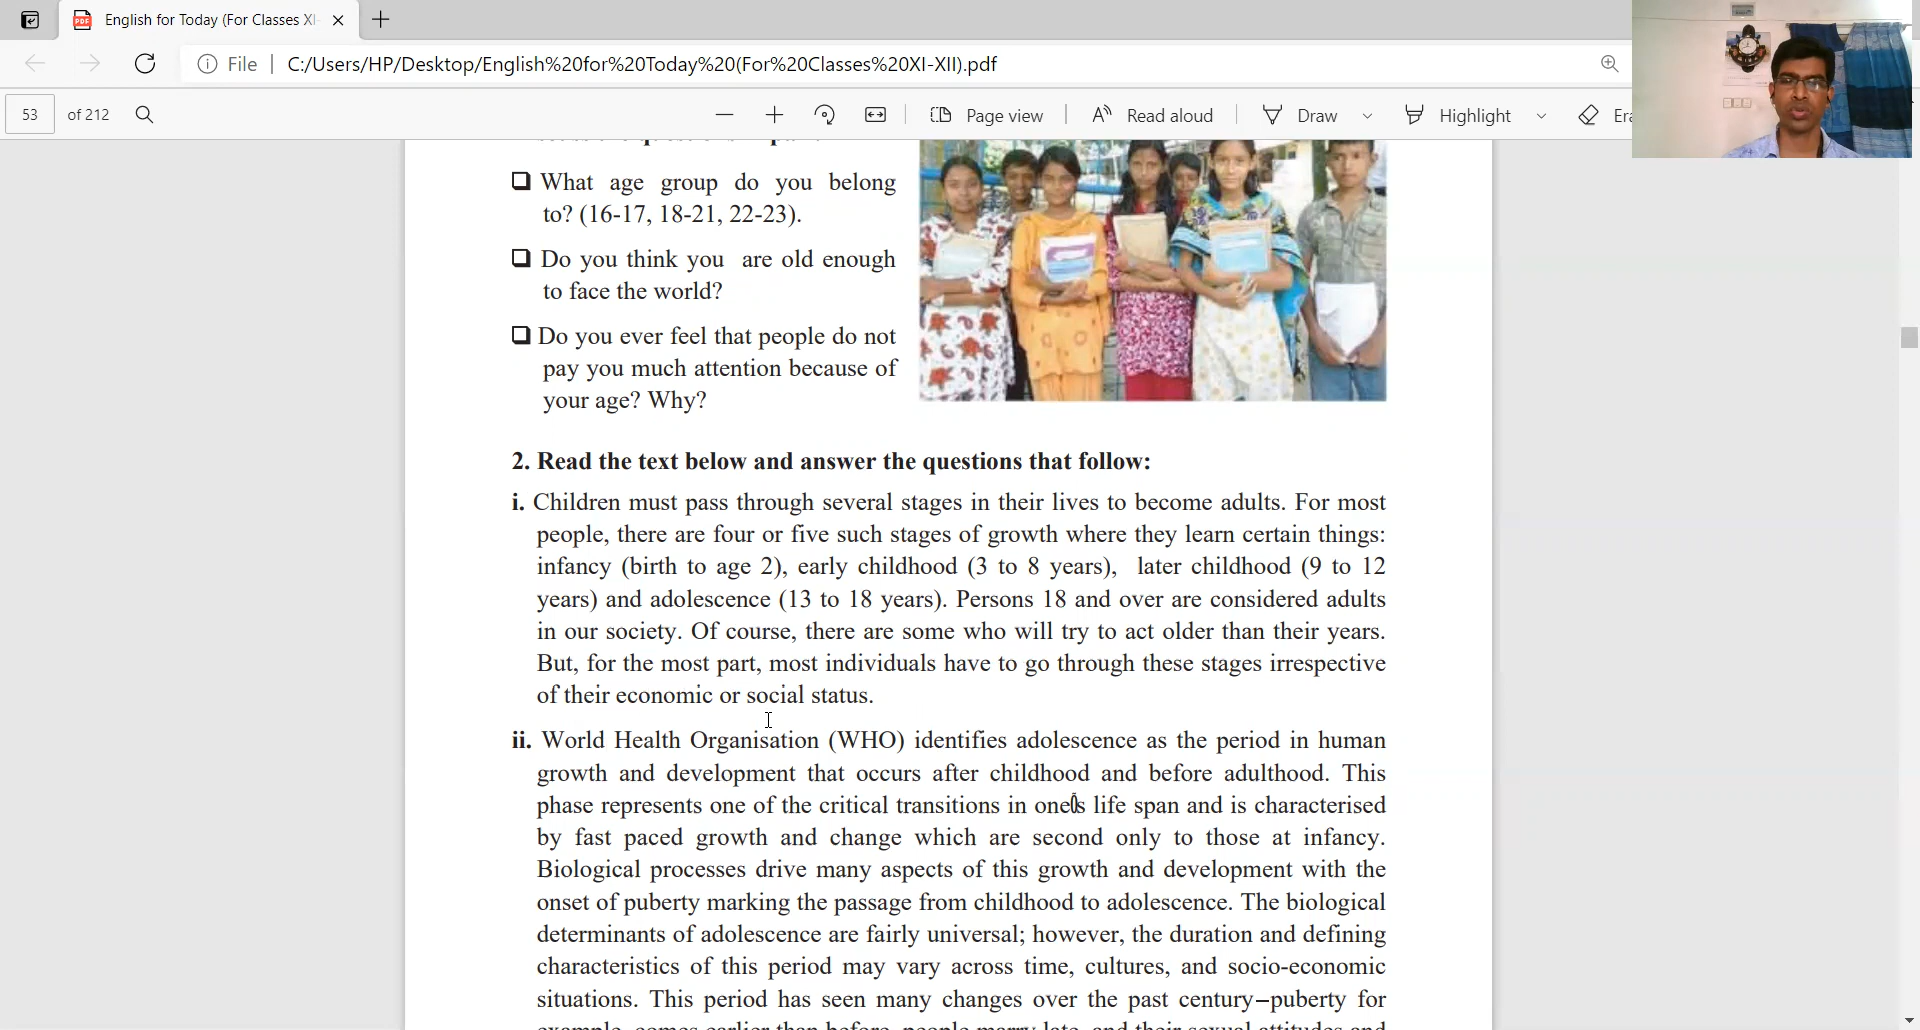 English for Today (For Classes XI-
File
C:/Users/HP/Desktop/English%20for%20Today%20(For%20Classes%20XI-XII).pdf
53 of 212
Page view
Read aloud
Draw
Highlight
What age group do you belong
to? (16-17, 18-21, 22-23).
Do you think you are old enough
to face the world?
Do you ever feel that people do not
pay you much attention because of
your age? Why?
2. Read the text below and answer the questions that follow:
i. Children must pass through several stages in their lives to become adults. For most
people, there are four or five such stages of growth where they learn certain things:
infancy (birth to age 2), early childhood (3 to 8 years), later childhood (9 to 12
years) and adolescence (13 to 18 years). Persons 18 and over are considered adults
in our society. Of course, there are some who will try to act older than their years.
But, for the most part, most individuals have to go through these stages irrespective
of their economic or social status.
ii. World Health Organisation (WHO) identifies adolescence as the period in human
growth and development that occurs after childhood and before adulthood. This
phase represents one of the critical transitions in one's life span and is characterised
by fast paced growth and change which are second only to those at infancy.
Biological processes drive many aspects of this growth and development with the
onset of puberty marking the passage from childhood to adolescence. The biological
determinants of adolescence are fairly universal; however, the duration and defining
characteristics of this period may vary across time, cultures, and socio-economic
situations. This period has seen many changes over the past century–puberty for
example, comes earlier than before, people marry late, and their sexual attitudes and